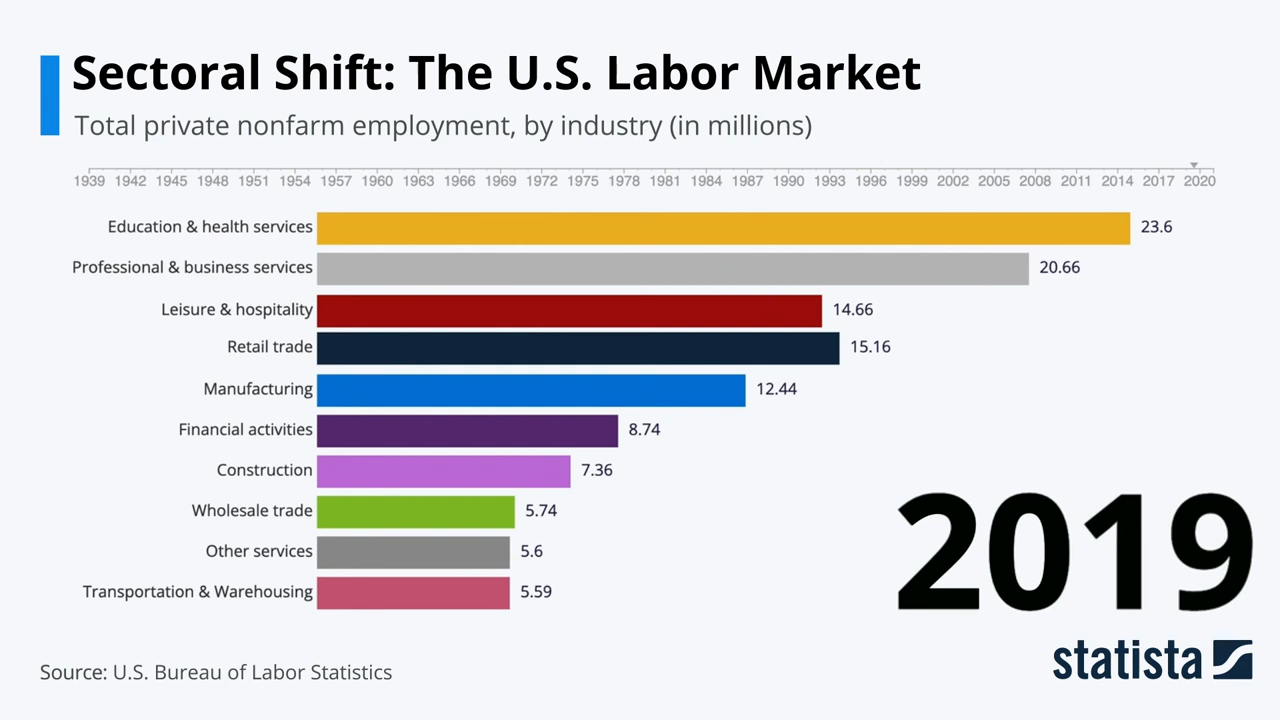 Sectoral Shift: The U.S. Labor Market
Total private nonfarm employment, by industry (in millions)
1939 1942 1945 1948 1951 1954 1957 1960 1963 1966 1969 1972 1975 1978 1981 1984 1987 1990 1993 1996 1999 2002 2005 2008 2011 2014 2017 2020
Education & health services 23.6
Professional & business services 20.66
Leisure & hospitality 14.66
Retail trade 15.16
Manufacturing 12.44
Financial activities 8.74
Construction 7.36
Wholesale trade 5.74
Other services 5.6
Transportation & Warehousing 5.59
2019
statista
Source: U.S. Bureau of Labor Statistics